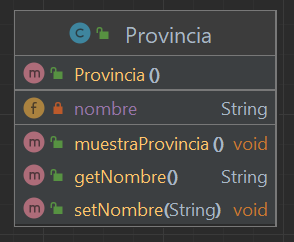 C Provincia
m Provincia()
f nombre String
m muestraProvincia() void
m getNombre() String
m setNombre(String) void